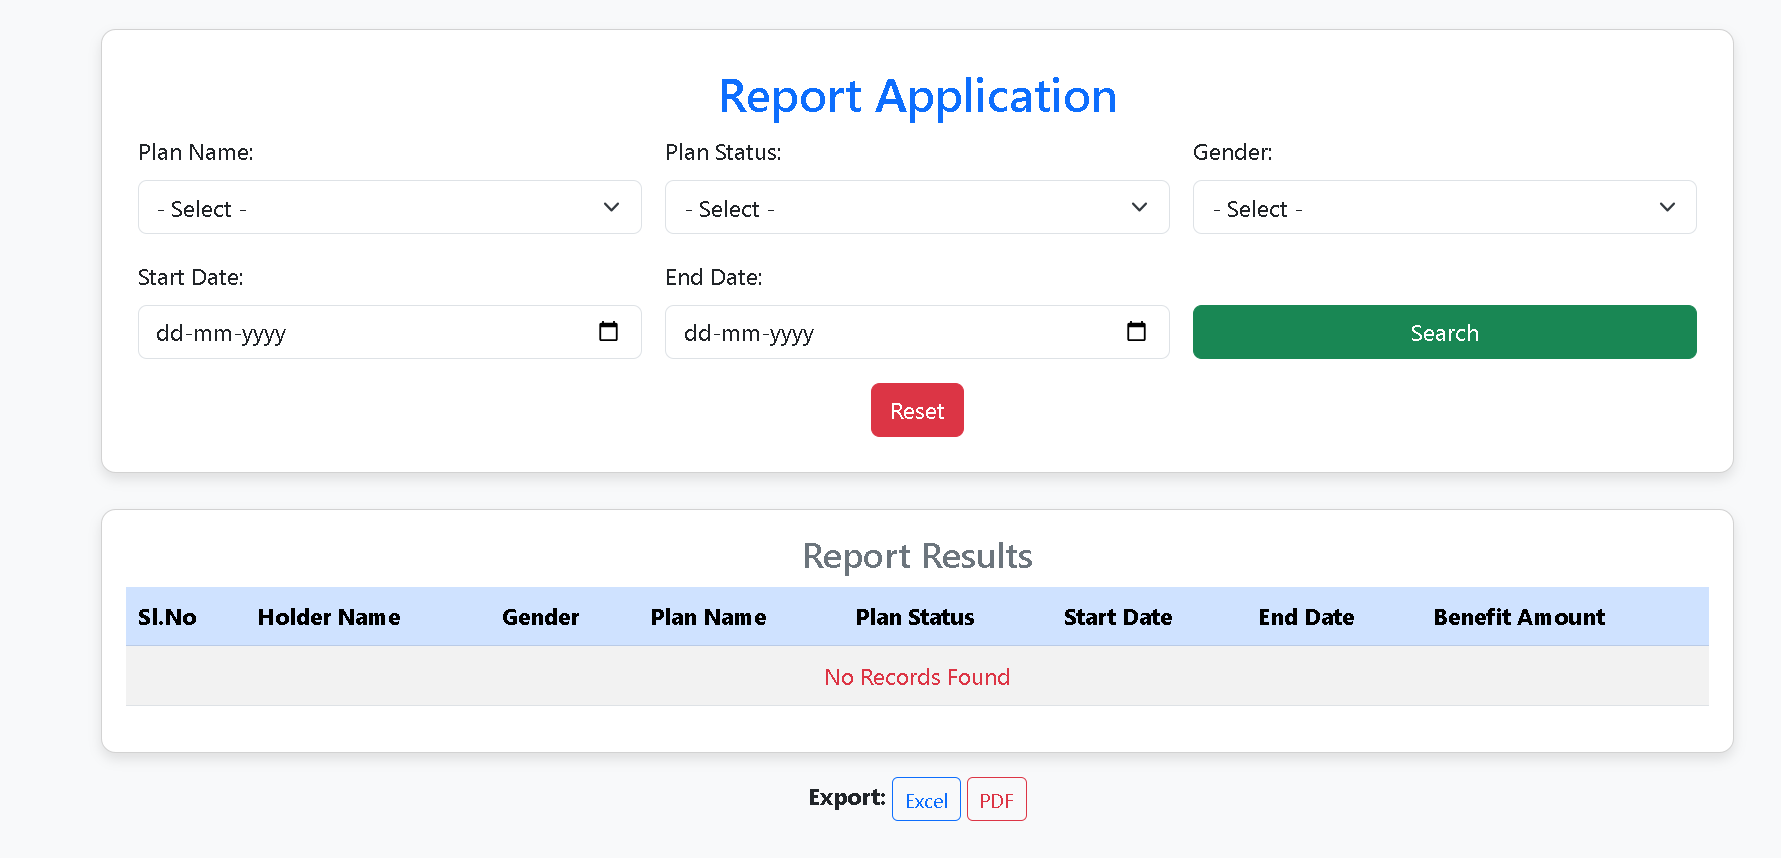 Report Application
Plan Name: Plan Status: Gender:
- Select - - Select - - Select -
Start Date: End Date:
dd-mm-yyyy dd-mm-yyyy Search
Reset
Report Results
Sl.No Holder Name Gender Plan Name Plan Status Start Date End Date Benefit Amount
No Records Found
Export: Excel PDF